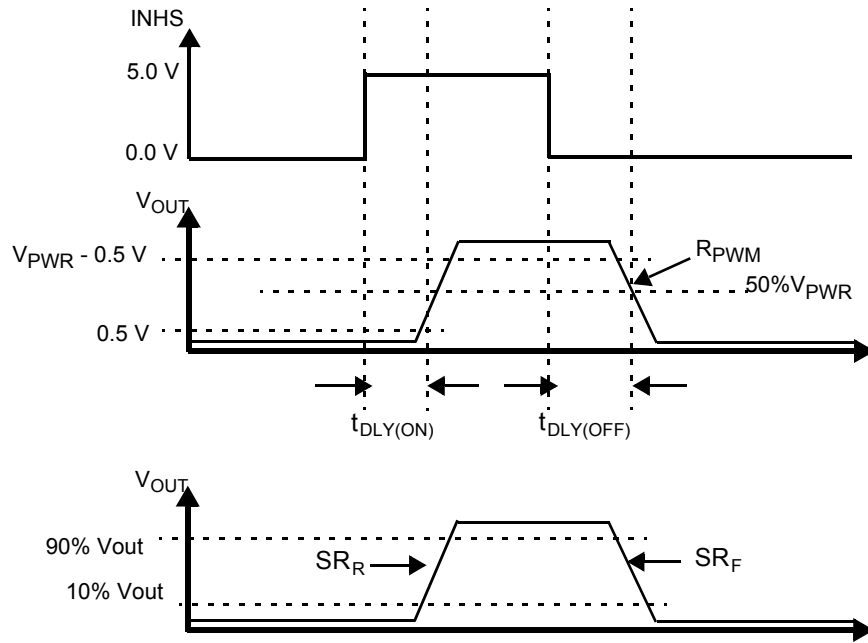 INHS
5.0 V
0.0 V
VOUT
VPWR - 0.5 V
RPWM
50%VPWR
0.5 V
tDLY(ON)
tDLY(OFF)
VOUT
90% Vout
SRR
SRF
10% Vout